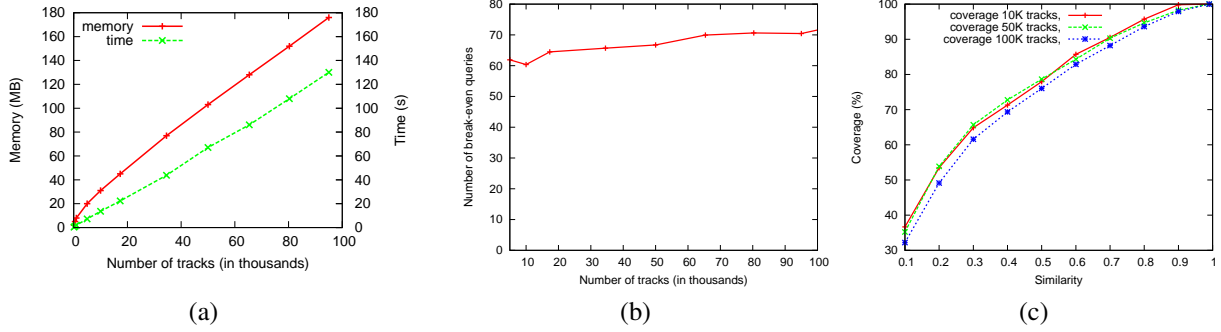 180
160
140
120
100
80
60
40
20
0
Memory (MB)
memory
time
180
160
140
120
100
80
60
40
20
0
Time (s)
0 20 40 60 80 100
Number of tracks (in thousands)
(a)
80
70
60
50
40
30
20
10
0
Number of break-even queries
10 20 30 40 50 60 70 80 90 100
Number of tracks (in thousands)
(b)
100
90
80
70
60
50
40
30
Coverage (%)
coverage 10K tracks,
coverage 50K tracks,
coverage 100K tracks,
0.1 0.2 0.3 0.4 0.5 0.6 0.7 0.8 0.9 1
Similarity
(c)